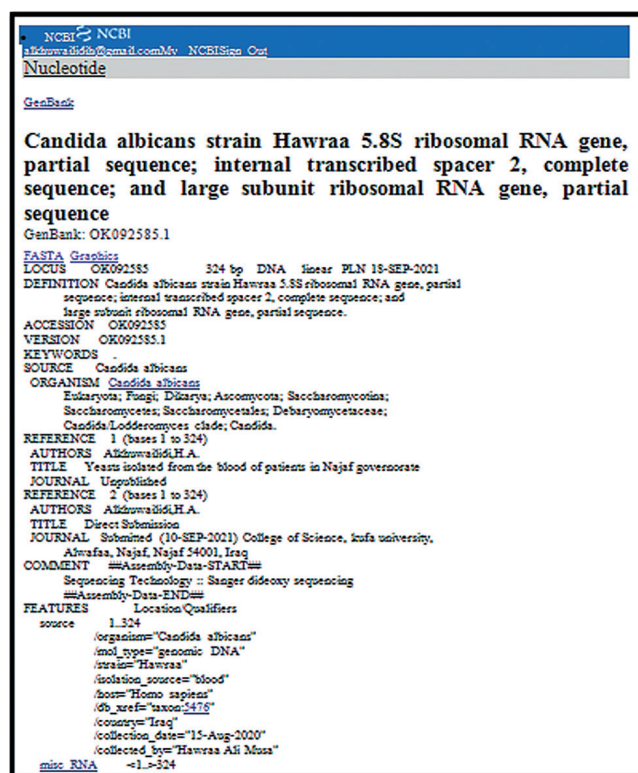 NCBI NCBI
alkhuwailidih@gmail.comMy NCBISign Out
Nucleotide
GenBank
Candida albicans strain Hawraa 5.8S ribosomal RNA gene,
partial sequence; internal transcribed spacer 2, complete
sequence; and large subunit ribosomal RNA gene, partial
sequence
GenBank: OK092585.1
FASTA Graphics
LOCUS OK092585 324 bp DNA linear PLN 18-SEP-2021
DEFINITION Candida albicans strain Hawraa 5.8S ribosomal RNA gene, partial
sequence; internal transcribed spacer 2, complete sequence; and
large subunit ribosomal RNA gene, partial sequence.
ACCESSION OK092585
VERSION OK092585.1
KEYWORDS .
SOURCE Candida albicans
ORGANISM Candida albicans
Eukaryota; Fungi; Dikarya; Ascomycota; Saccharomycotina;
Saccharomycetes; Saccharomycetales; Debaryomycetaceae;
Candida/Lodderomyces clade; Candida.
REFERENCE 1 (bases 1 to 324)
AUTHORS Alkhuwailidi,H.A.
TITLE Yeasts isolated from the blood of patients in Najaf governorate
JOURNAL Unpublished
REFERENCE 2 (bases 1 to 324)
AUTHORS Alkhuwailidi,H.A.
TITLE Direct Submission
JOURNAL Submitted (10-SEP-2021) College of Science, kufa university,
Alwafaa, Najaf, Najaf 54001, Iraq
COMMENT ##Assembly-Data-START##
Sequencing Technology :: Sanger dideoxy sequencing
##Assembly-Data-END##
FEATURES Location/Qualifiers
source 1..324
/organism="Candida albicans"
/mol_type="genomic DNA"
/strain="Hawraa"
/isolation_source="blood"
/host="Homo sapiens"
/db_xref="taxon:5476"
/country="Iraq"
/collection_date="15-Aug-2020"
/collected_by="Hawraa Ali Musa"
misc_RNA <1..>324